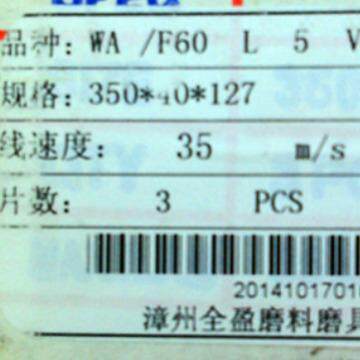 品种: WA /F60 L 5 V
规格: 350*40*127
线速度: 35 m/s
片数: 3 PCS
201410170
漳州全盈磨料磨具